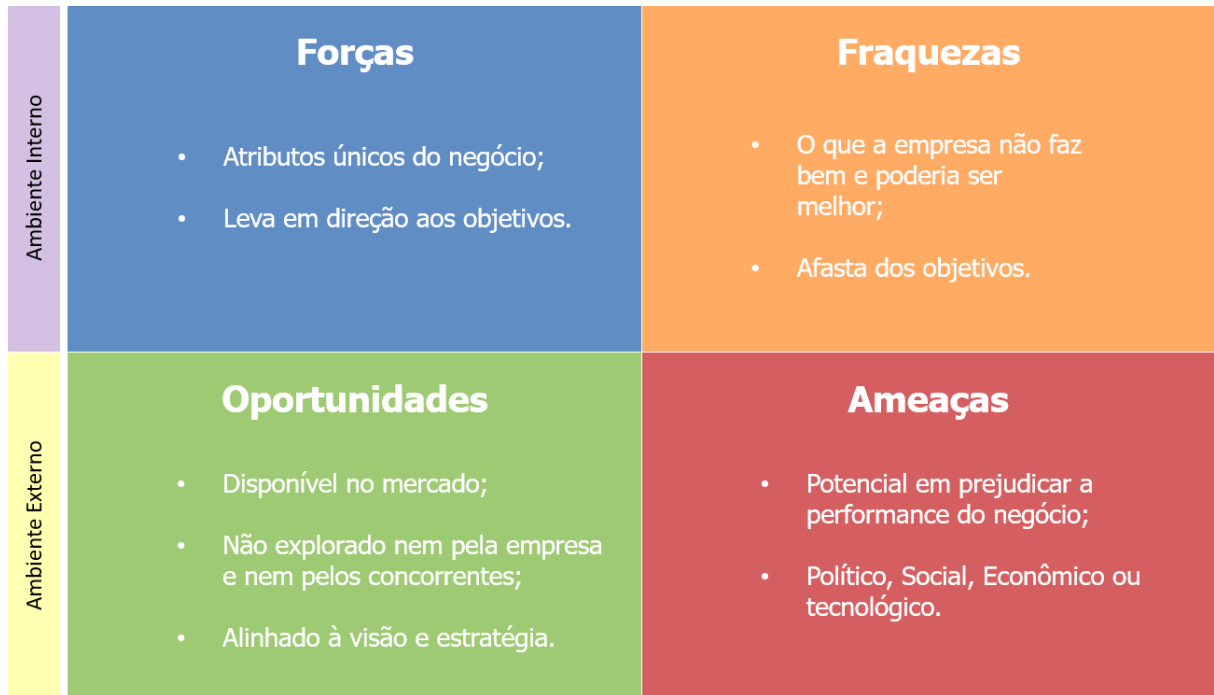 Ambiente Interno
Forças
• Atributos únicos do negócio;
• Leva em direção aos objetivos.
Fraquezas
• O que a empresa não faz
bem e poderia ser
melhor;
• Afasta dos objetivos.
Ambiente Externo
Oportunidades
• Disponível no mercado;
• Não explorado nem pela empresa
e nem pelos concorrentes;
• Alinhado à visão e estratégia.
Ameaças
• Potencial em prejudicar a
performance do negócio;
• Político, Social, Econômico ou
tecnológico.